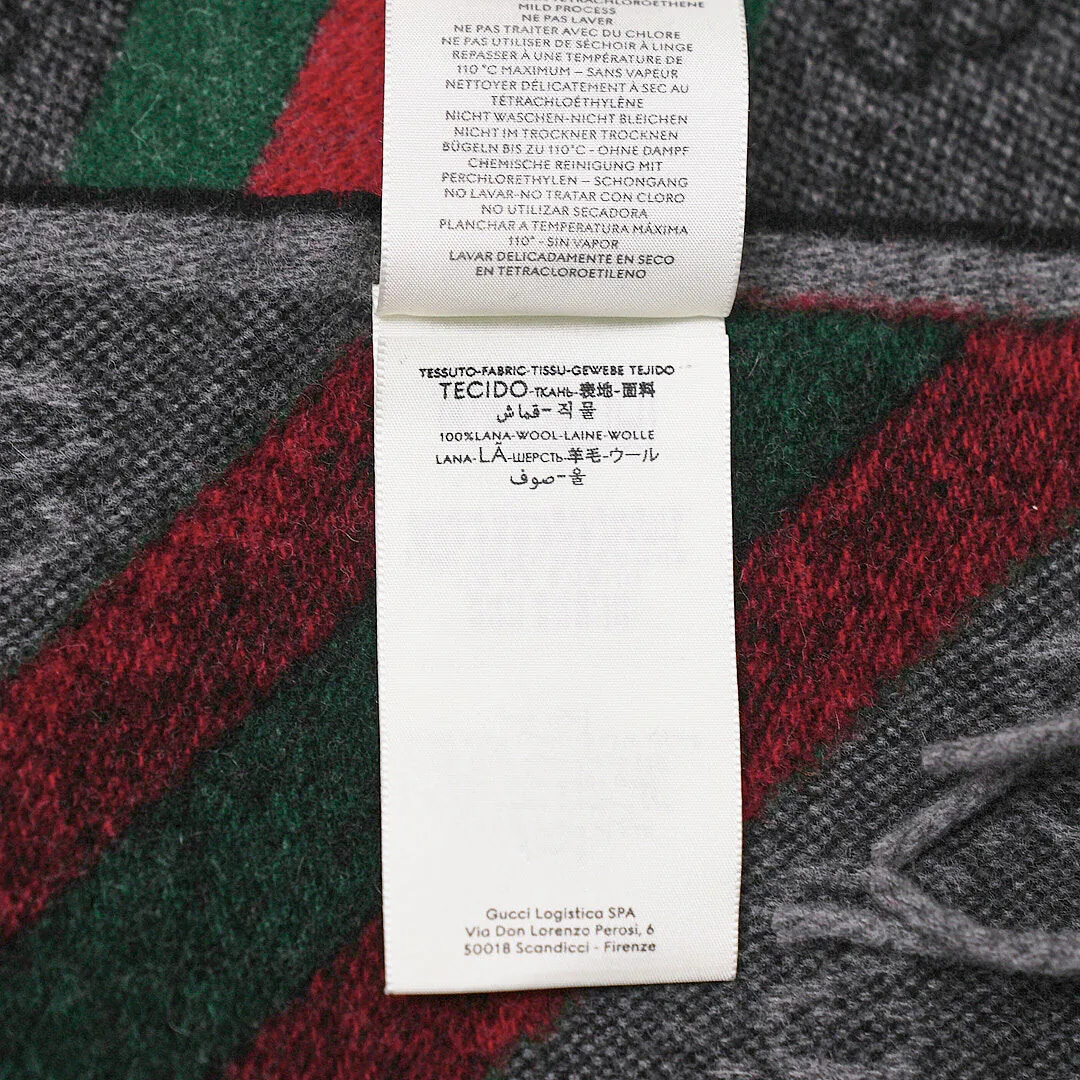 TETRACHLOROETHENE
MILD PROCESS
NE PAS LAVER
NE PAS TRAITER AVEC DU CHLORE
NE PAS UTILISER DE SÉCHOIR À LINGE
REPASSER À UNE TEMPÉRATURE DE
110 °C MAXIMUM – SANS VAPEUR
NETTOYER DÉLICATEMENT À SEC AU
TÉTRACHLOÉTHYLÈNE
NICHT WASCHEN-NICHT BLEICHEN
NICHT IM TROCKNER TROCKNEN
BÜGELN BIS ZU 110°C - OHNE DAMPF
CHEMISCHE REINIGUNG MIT
PERCHLORETHYLEN – SCHONGANG
NO LAVAR-NO TRATAR CON CLORO
NO UTILIZAR SECADORA
PLANCHAR A TEMPERATURA MÁXIMA
110° - SIN VAPOR
LAVAR DELICADAMENTE EN SECO
EN TETRACLOROETILENO
TESSUTO-FABRIC-TISSU-GEWEBE TEJIDO
TECIDO-ТКАНЬ-表地-面料
قماش-직물
100%LANA-WOOL-LAINE-WOLLE
LANA-LÃ-ШЕРСТЬ-羊毛-ウール
صوف-울
Gucci Logistica SPA
Via Don Lorenzo Perosi, 6
50018 Scandicci - Firenze